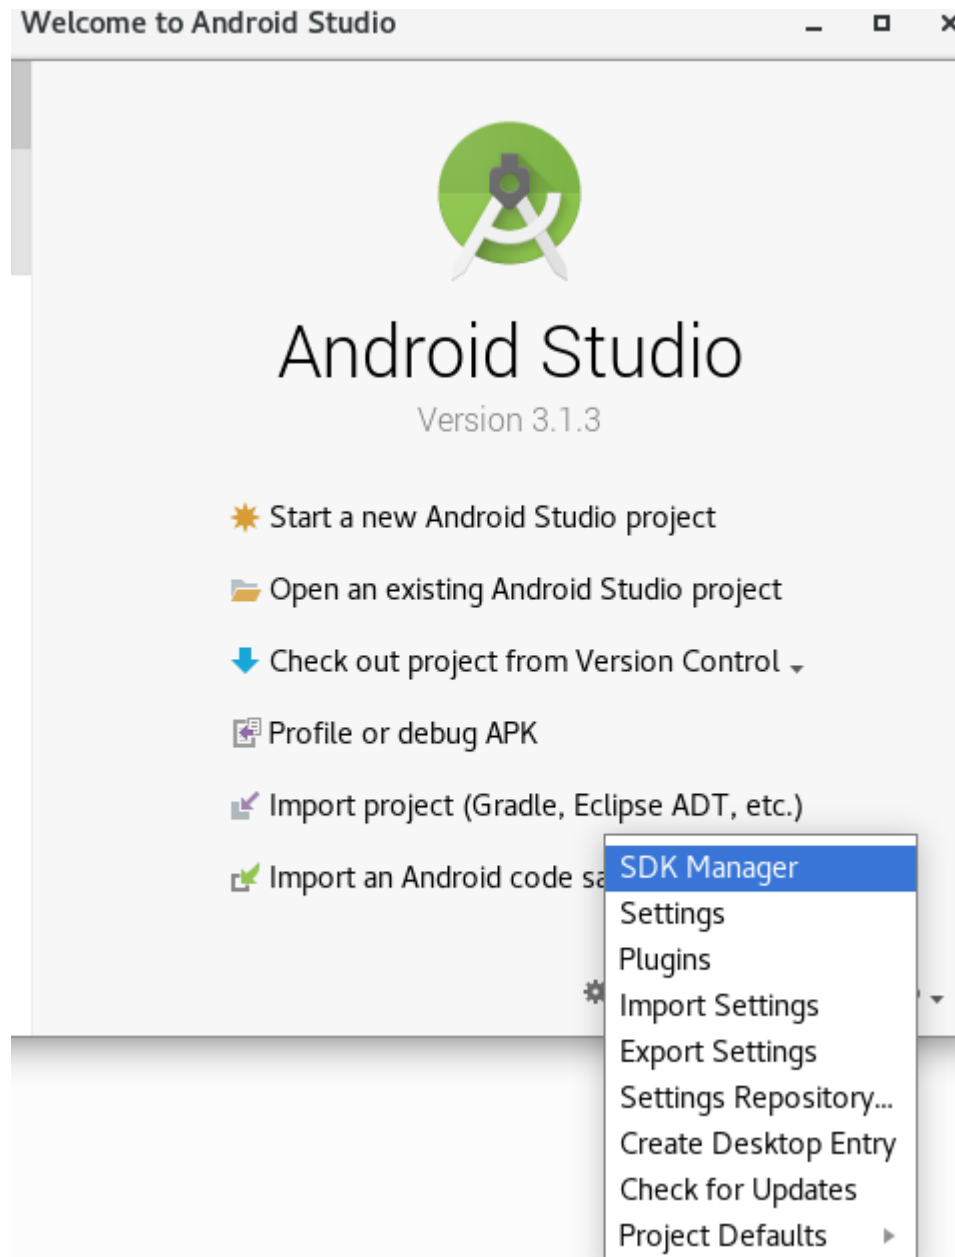 Welcome to Android Studio
Android Studio
Version 3.1.3
Start a new Android Studio project
Open an existing Android Studio project
Check out project from Version Control
Profile or debug APK
Import project (Gradle, Eclipse ADT, etc.)
Import an Android code
SDK Manager
Settings
Plugins
Import Settings
Export Settings
Settings Repository...
Create Desktop Entry
Check for Updates
Project Defaults